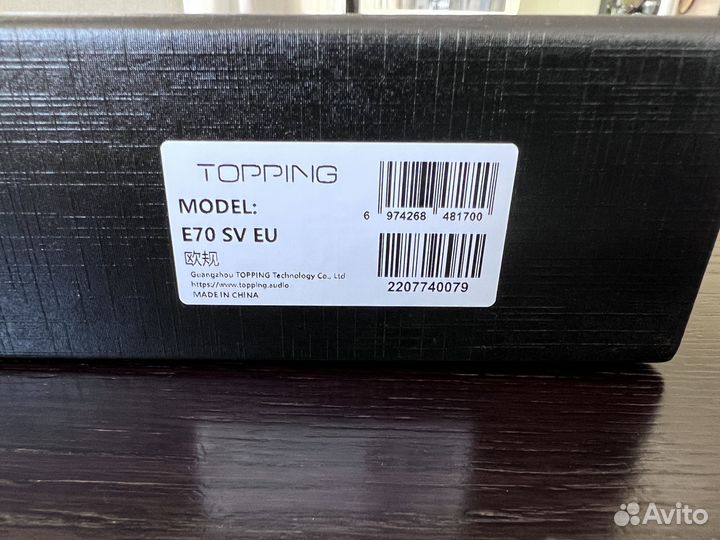 TOPPING
MODEL:
E70 SV EU
欧规
Guangzhou TOPPING Technology Co., Ltd
https://www.topping.audio
MADE IN CHINA
6 974268 481700
2207740079
Avito